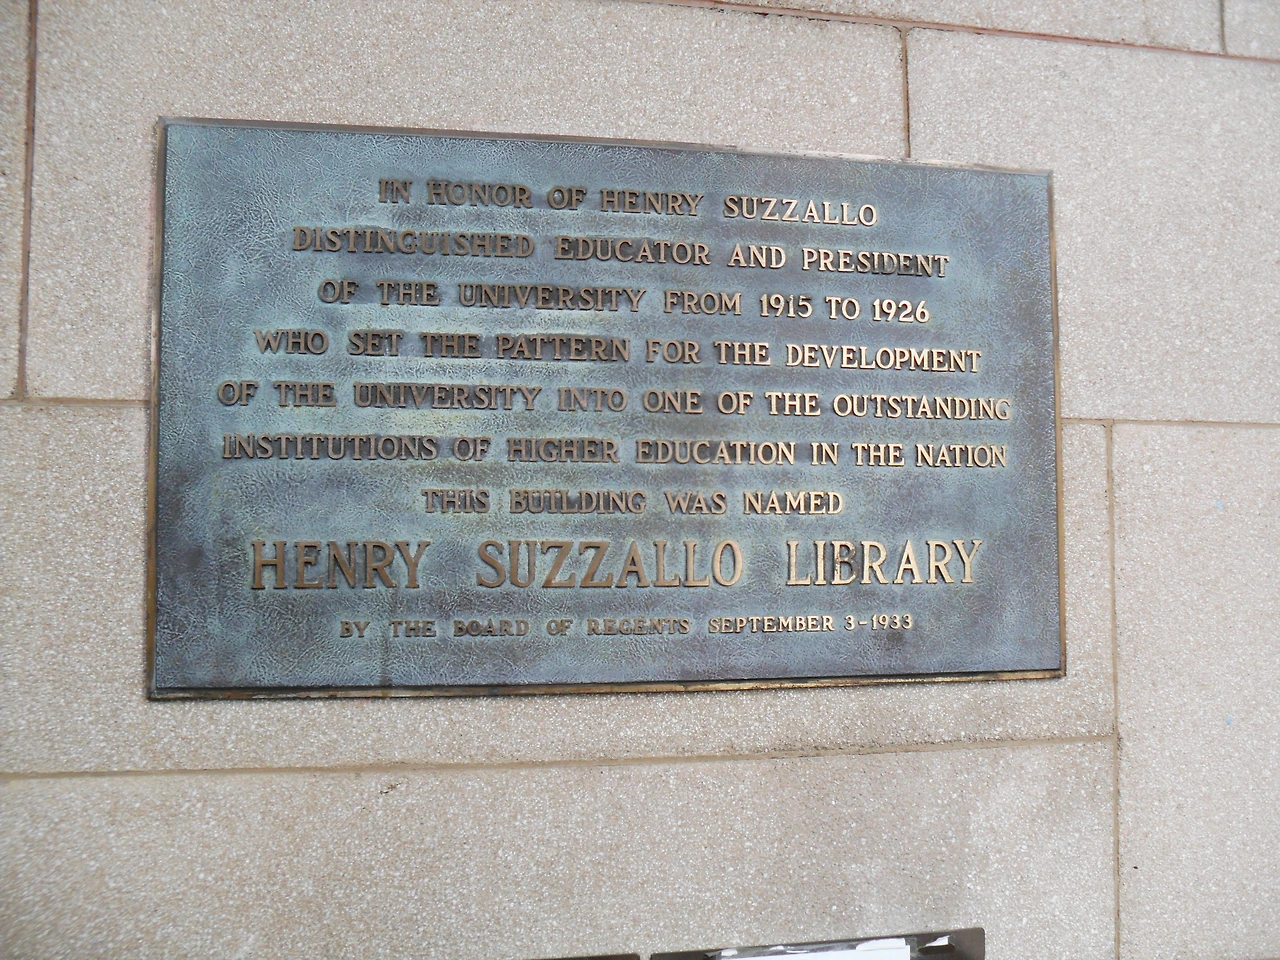 IN HONOR OF HENRY SUZZALLO
DISTINGUISHED EDUCATOR AND PRESIDENT
OF THE UNIVERSITY FROM 1915 TO 1926
WHO SET THE PATTERN FOR THE DEVELOPMENT
OF THE UNIVERSITY INTO ONE OF THE OUTSTANDING
INSTITUTIONS OF HIGHER EDUCATION IN THE NATION
THIS BUILDING WAS NAMED
HENRY SUZZALLO LIBRARY
BY THE BOARD OF REGENTS SEPTEMBER 3-1933